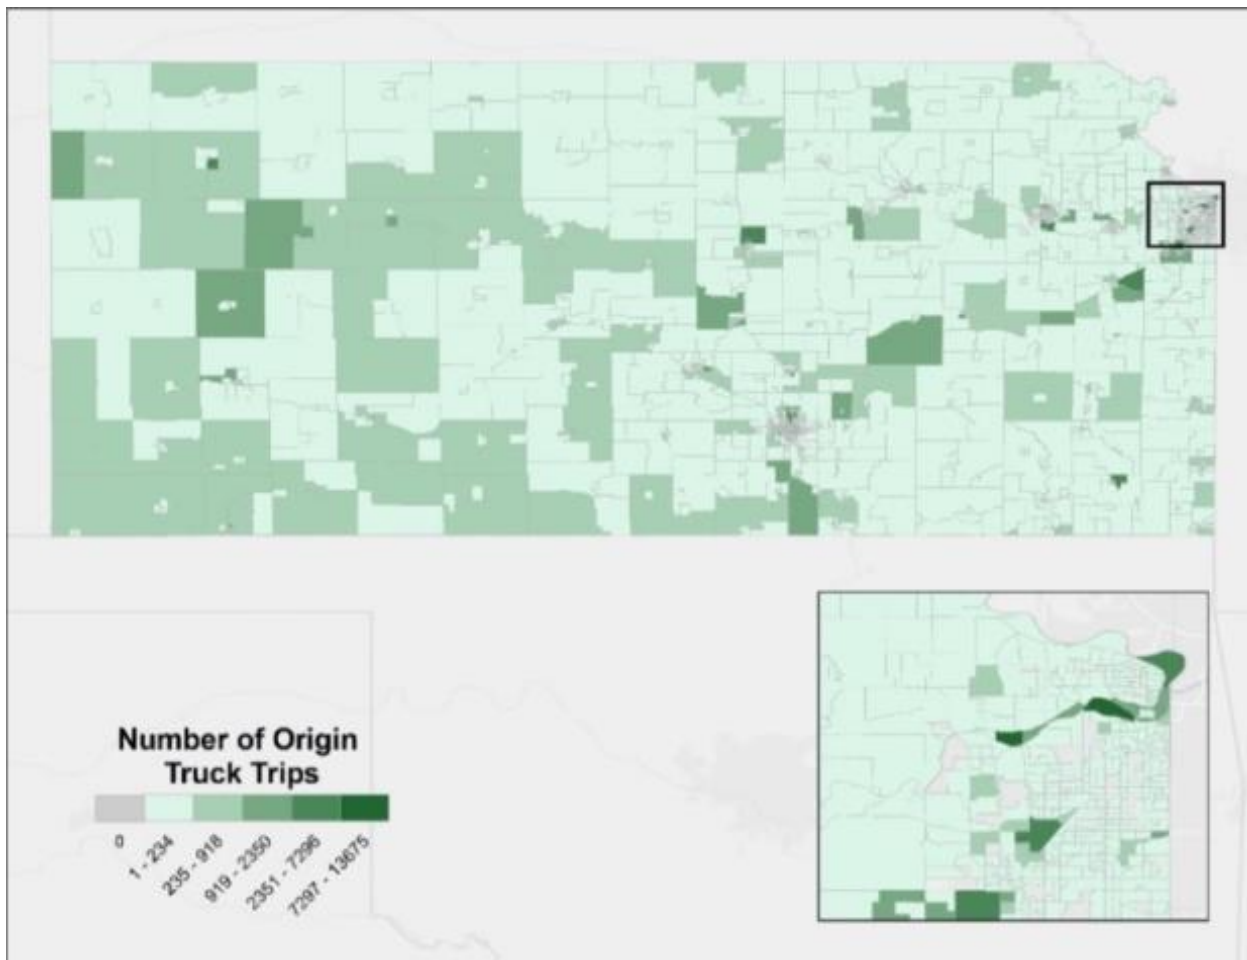 Number of Origin
Truck Trips
0
1 - 234
235 - 918
919 - 2350
2351 - 7296
7297 - 13675